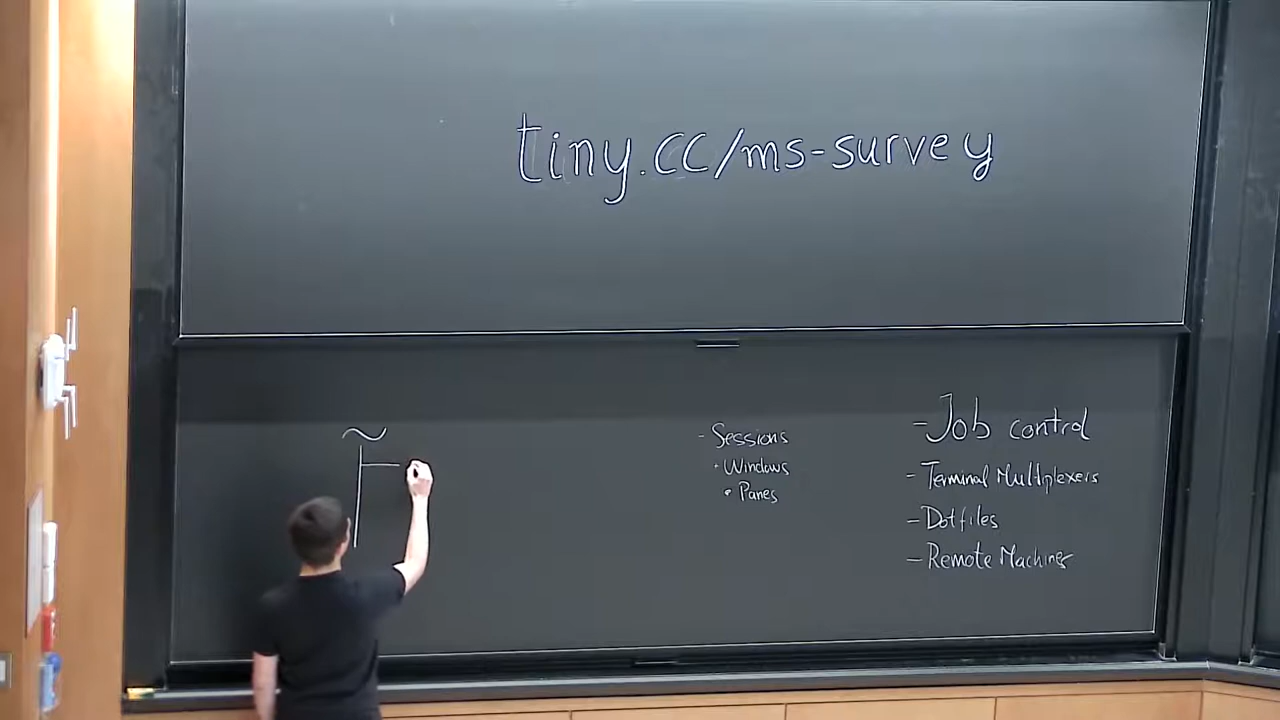 tiny.cc/ms-survey
~
- Sessions
• Windows
• Panes
- Job control
- Terminal Multiplexers
- Dotfiles
- Remote Machines